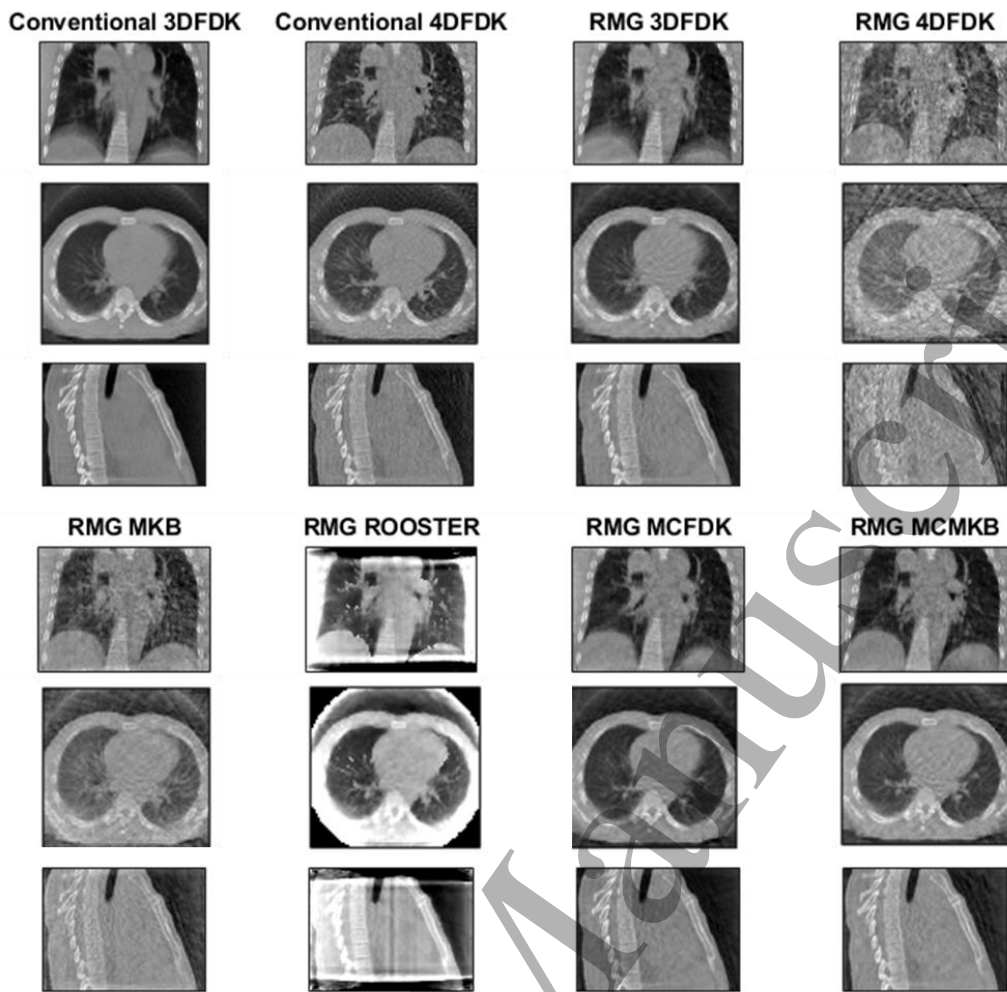 Conventional 3DFDK Conventional 4DFDK RMG 3DFDK RMG 4DFDK
RMG MKB RMG ROOSTER RMG MCFDK RMG MCMKB